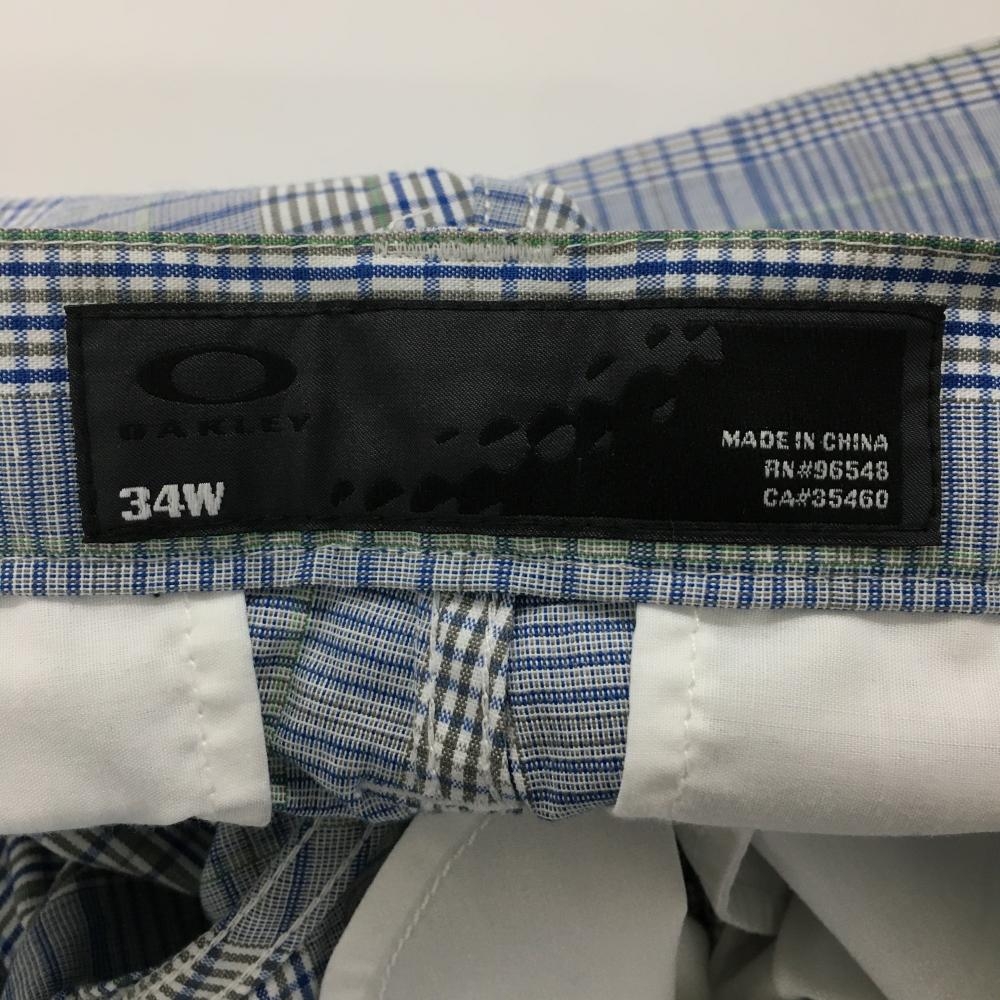 OAKLEY
34W
MADE IN CHINA
RN#96548
CA#35460